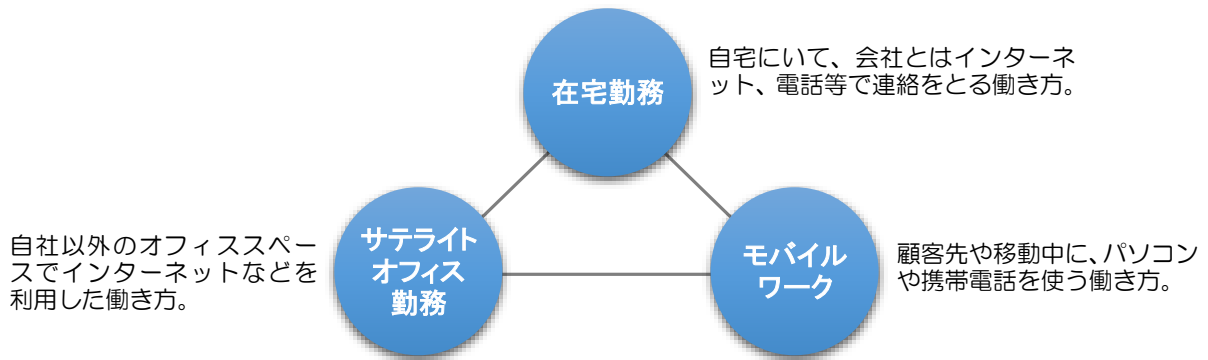 在宅勤務
自宅にいて、会社とはインターネ
ット、電話等で連絡をとる働き方。
サテライト
オフィス
勤務
自社以外のオフィススペー
スでインターネットなどを
利用した働き方。
モバイル
ワーク
顧客先や移動中に、パソコン
や携帯電話を使う働き方。